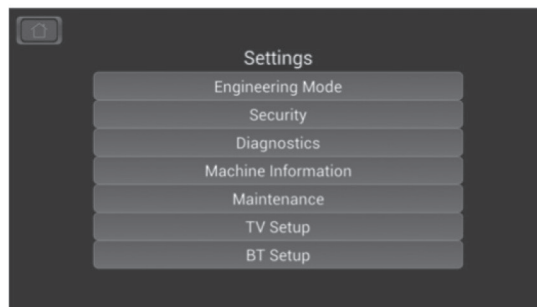 Settings
Engineering Mode
Security
Diagnostics
Machine Information
Maintenance
TV Setup
BT Setup